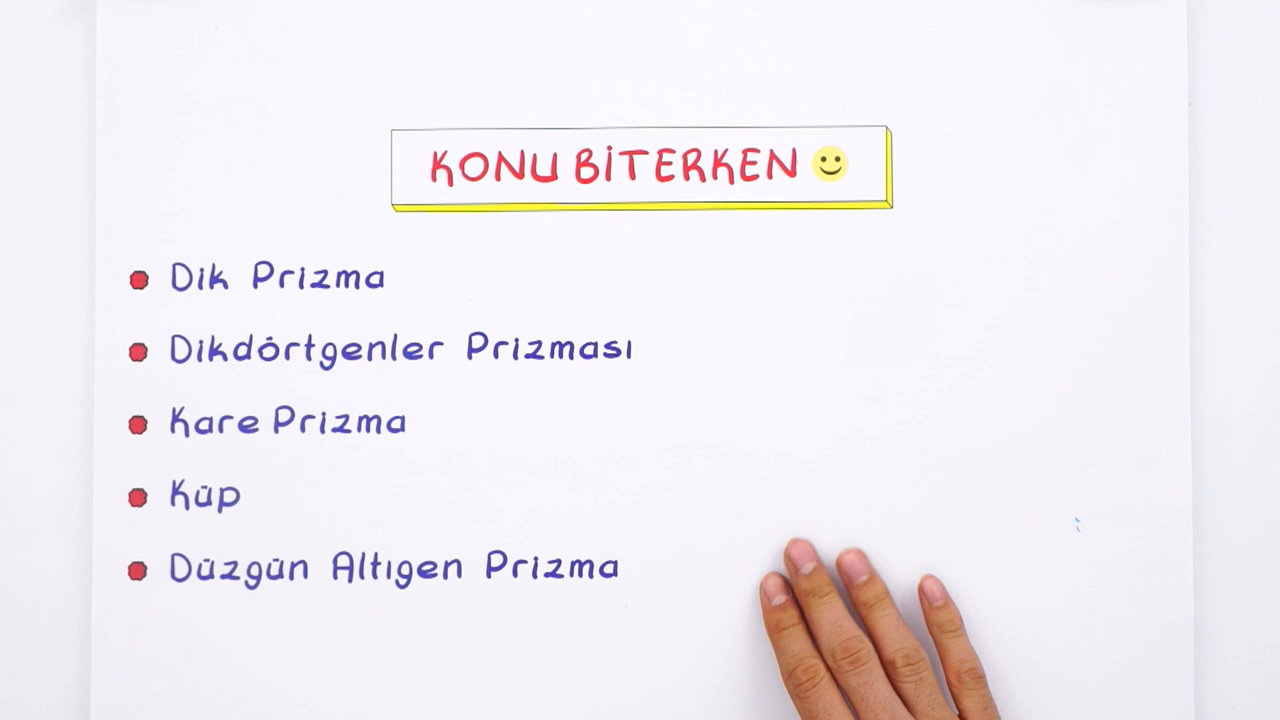 KONU BİTERKEN
Dik Prizma
Dikdörtgenler Prizması
Kare Prizma
Küp
Düzgün Altıgen Prizma